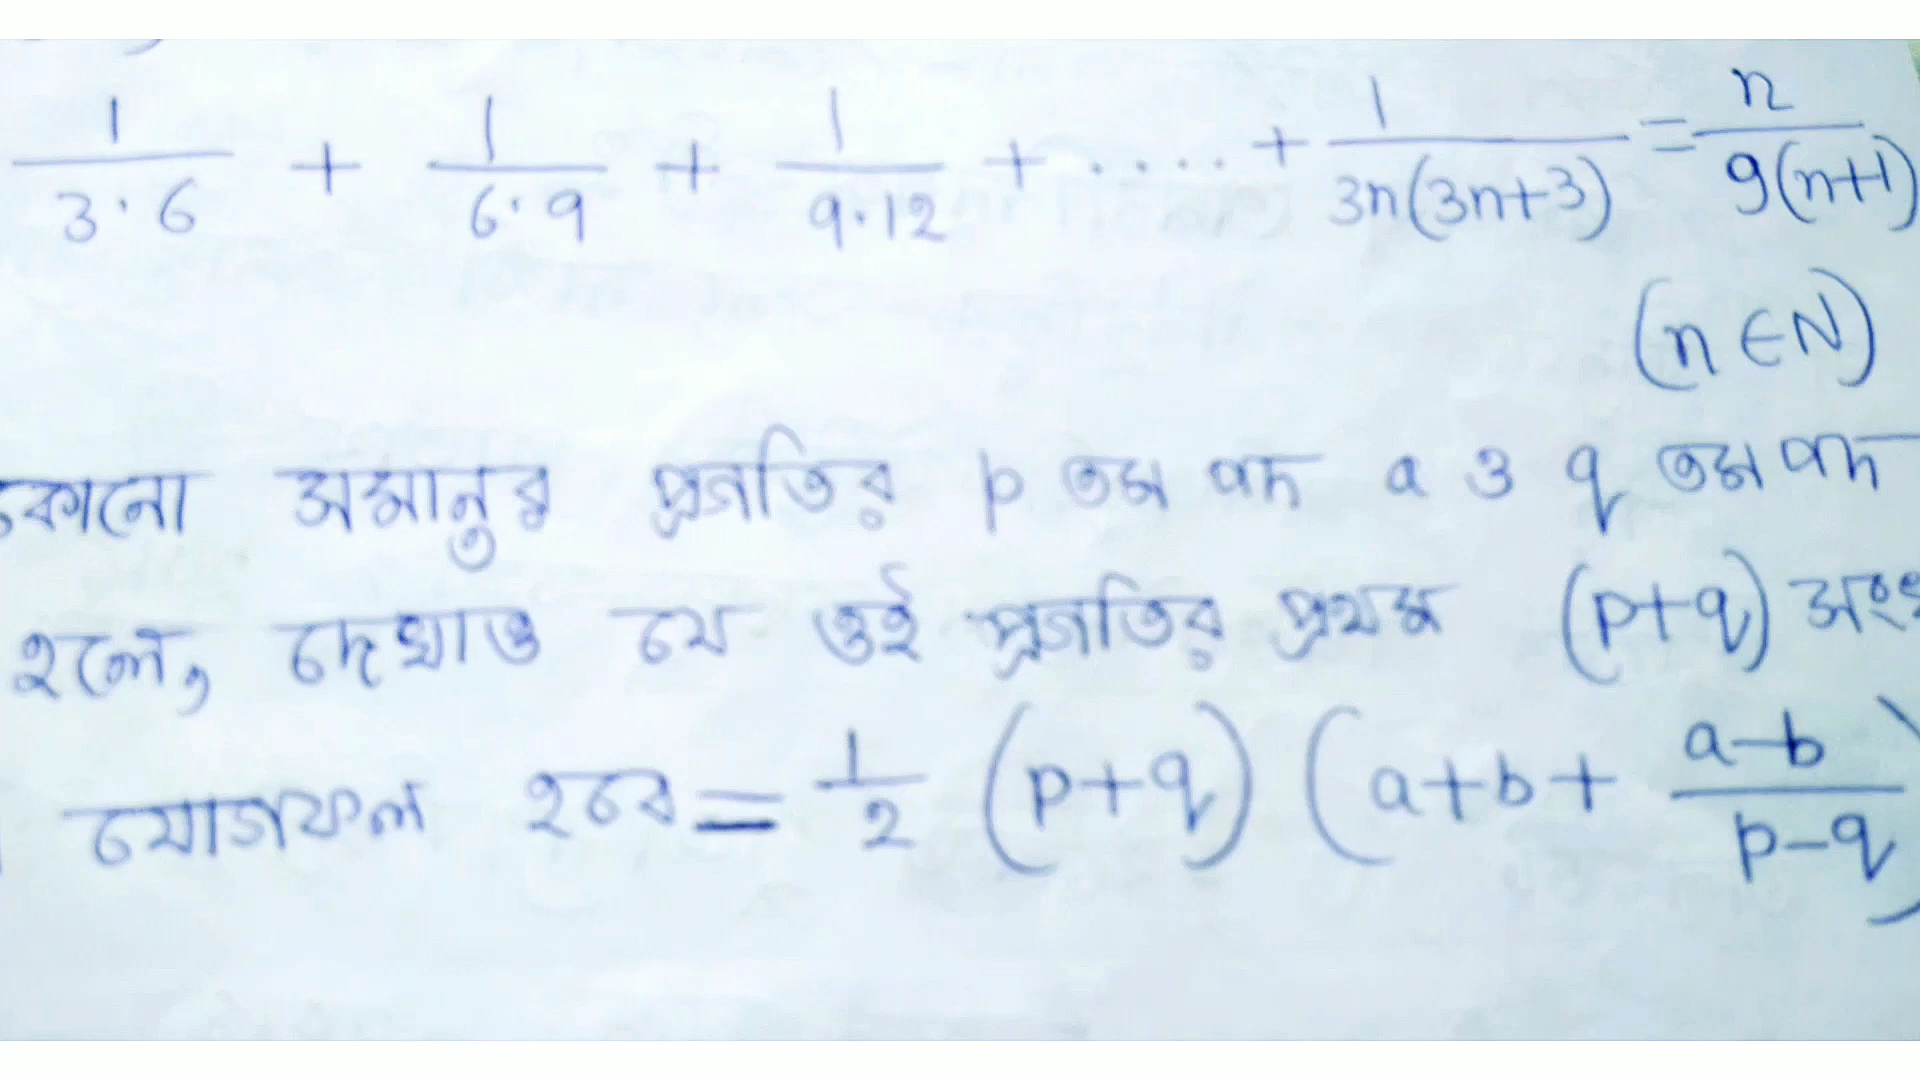 1/3·6 + 1/6·9 + 1/9·12 + ..... + 1/3n(3n+3) = n/9(n+1)
(n ∈ N)
কোনো সমান্তর প্রগতির p তম পদ a ও q তম পদ
হলে, দেখাও যে ওই প্রগতির প্রথম (p+q)
যোগফল হবে = 1/2 (p+q) (a+b+ a-b/p-q)